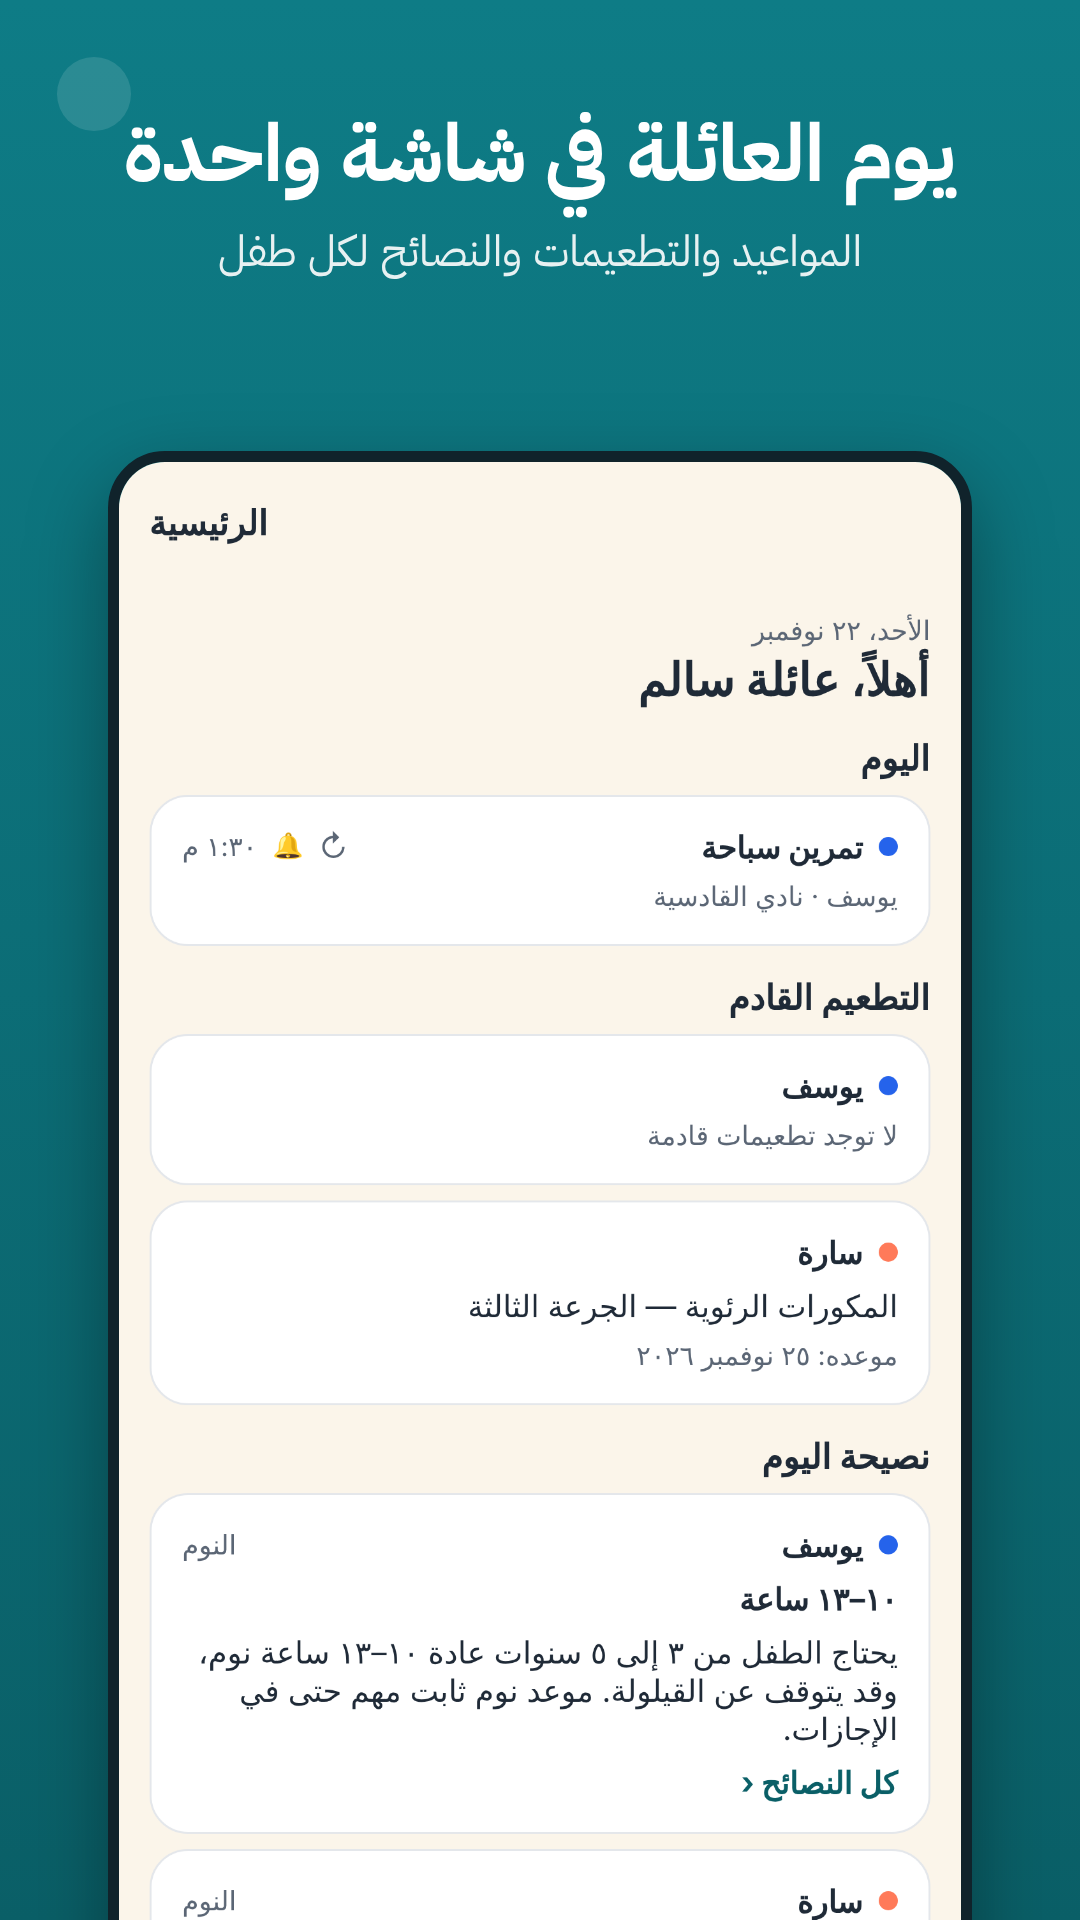 يوم العائلة في شاشة واحدة
المواعيد والتطعيمات والنصائح لكل طفل
الرئيسية
الأحد، ٢٢ نوفمبر
أهلاً، عائلة سالم
اليوم
تمرين سباحة ١:٣٠ م
يوسف · نادي القادسية
التطعيم القادم
يوسف
لا توجد تطعيمات قادمة
سارة
المكورات الرئوية — الجرعة الثالثة
موعده: ٢٥ نوفمبر ٢٠٢٦
نصيحة اليوم
يوسف النوم
١٠–١٣ ساعة
يحتاج الطفل من ٣ إلى ٥ سنوات عادة ١٠–١٣ ساعة نوم،
وقد يتوقف عن القيلولة. موعد نوم ثابت مهم حتى في
الإجازات.
كل النصائح ‹
سارة النوم